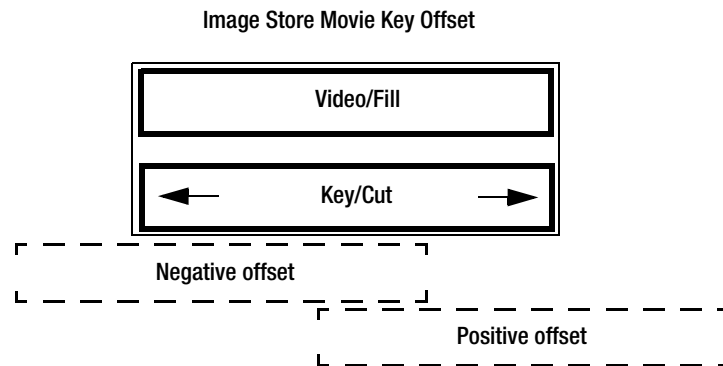 Image Store Movie Key Offset
Video/Fill
Key/Cut
Negative offset
Positive offset